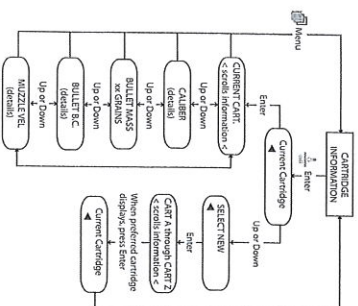 Menu
CARTRIDGE
INFORMATION
Enter
Current Cartridge
Enter
Up or Down
CURRENT CART.
< scrolls information <
Up or Down
CALIBER
(details)
Up or Down
BULLET MASS
xx GRAINS
Up or Down
BULLET B.C.
(details)
Up or Down
MUZZLE VEL
(details)
SELECT NEW
Enter
CART A through CART Z
< scrolls information <
When preferred cartridge
displays, press Enter
Current Cartridge